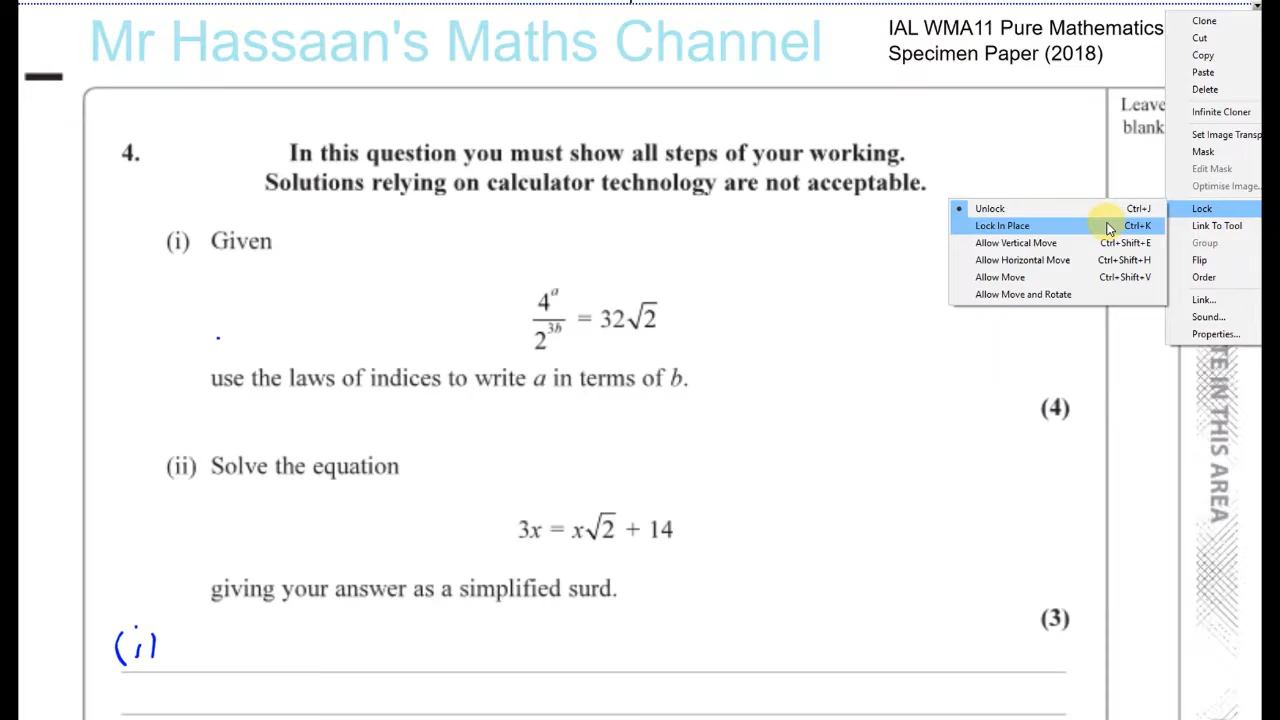 Mr Hassaan's Maths Channel
IAL WMA11 Pure Mathematics
Specimen Paper (2018)
Clone
Cut
Copy
Paste
Delete
Infinite Cloner
Set Image Transp
Mask
Edit Mask
Optimise Image...
Lock
Link To Tool
Group
Flip
Order
Link...
Sound...
Properties...
Unlock Ctrl+J
Lock In Place Ctrl+K
Allow Vertical Move Ctrl+Shift+E
Allow Horizontal Move Ctrl+Shift+H
Allow Move Ctrl+Shift+V
Allow Move and Rotate
Leave
blank
4. In this question you must show all steps of your working.
Solutions relying on calculator technology are not acceptable.
(i) Given
4^a / 2^{3b} = 32√2
use the laws of indices to write a in terms of b.
(4)
(ii) Solve the equation
3x = x√2 + 14
giving your answer as a simplified surd.
(3)
(i)
TE IN THIS AREA